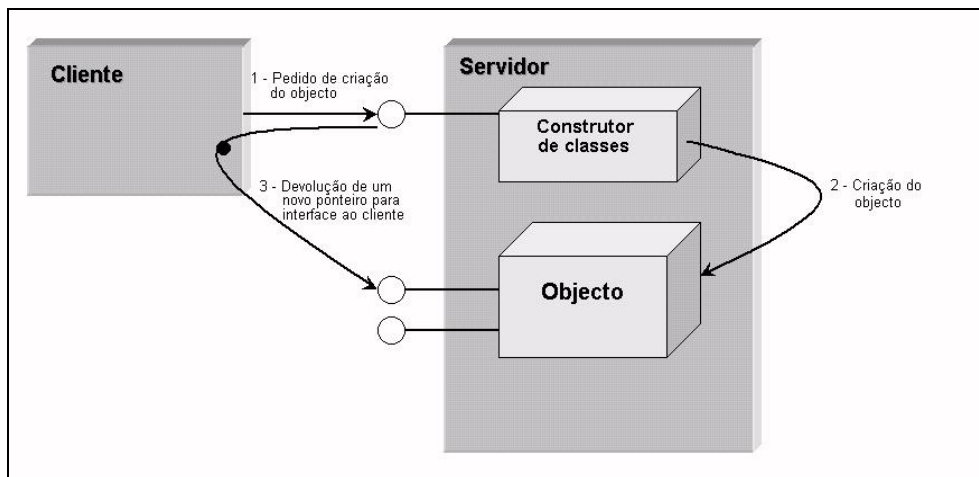 Cliente
1 - Pedido de criação
do objecto
3 - Devolução de um
novo ponteiro para
interface ao cliente
Servidor
Construtor
de classes
2 - Criação do
objecto
Objecto